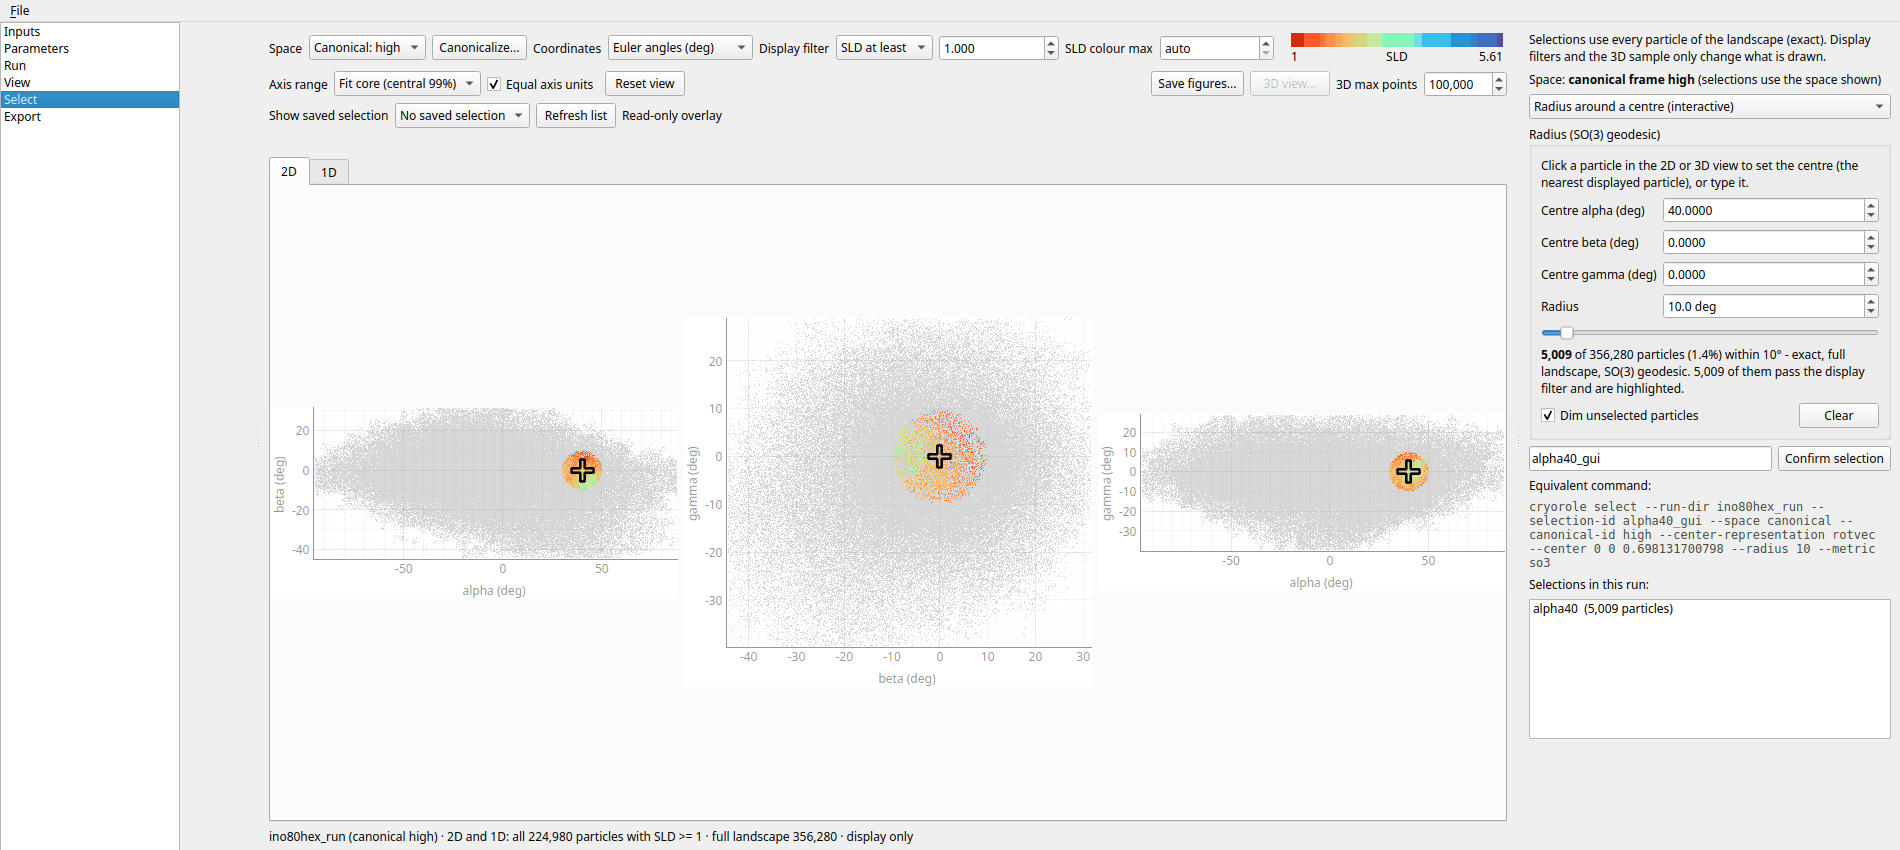 File
Inputs
Parameters
Run
View
Select
Export
Space Canonical: high Canonicalize... Coordinates Euler angles (deg) Display filter SLD at least 1.000 SLD colour max auto
1 SLD 5.61
Axis range Fit core (central 99%) Equal axis units Reset view Save figures... 3D view... 3D max points 100,000
Show saved selection No saved selection Refresh list Read-only overlay
2D 1D
20
0
-20
-40
beta (deg)
-50 0 50
alpha (deg)
20
10
0
-10
-20
-30
gamma (deg)
-40 -30 -20 -10 0 10 20 30
beta (deg)
20
10
0
-10
-20
-30
gamma (deg)
-50 0 50
alpha (deg)
ino80hex_run (canonical high) · 2D and 1D: all 224,980 particles with SLD >= 1 · full landscape 356,280 · display only
Selections use every particle of the landscape (exact). Display
filters and the 3D sample only change what is drawn.
Space: canonical frame high (selections use the space shown)
Radius around a centre (interactive)
Radius (SO(3) geodesic)
Click a particle in the 2D or 3D view to set the centre (the
nearest displayed particle), or type it.
Centre alpha (deg) 40.0000
Centre beta (deg) 0.0000
Centre gamma (deg) 0.0000
Radius 10.0 deg
5,009 of 356,280 particles (1.4%) within 10° - exact, full
landscape, SO(3) geodesic. 5,009 of them pass the display
filter and are highlighted.
Dim unselected particles Clear
alpha40_gui Confirm selection
Equivalent command:
cryorole select --run-dir ino80hex_run --
selection-id alpha40_gui --space canonical --
canonical-id high --center-representation rotvec
--center 0 0 0.698131700798 --radius 10 --metric
so3
Selections in this run:
alpha40 (5,009 particles)